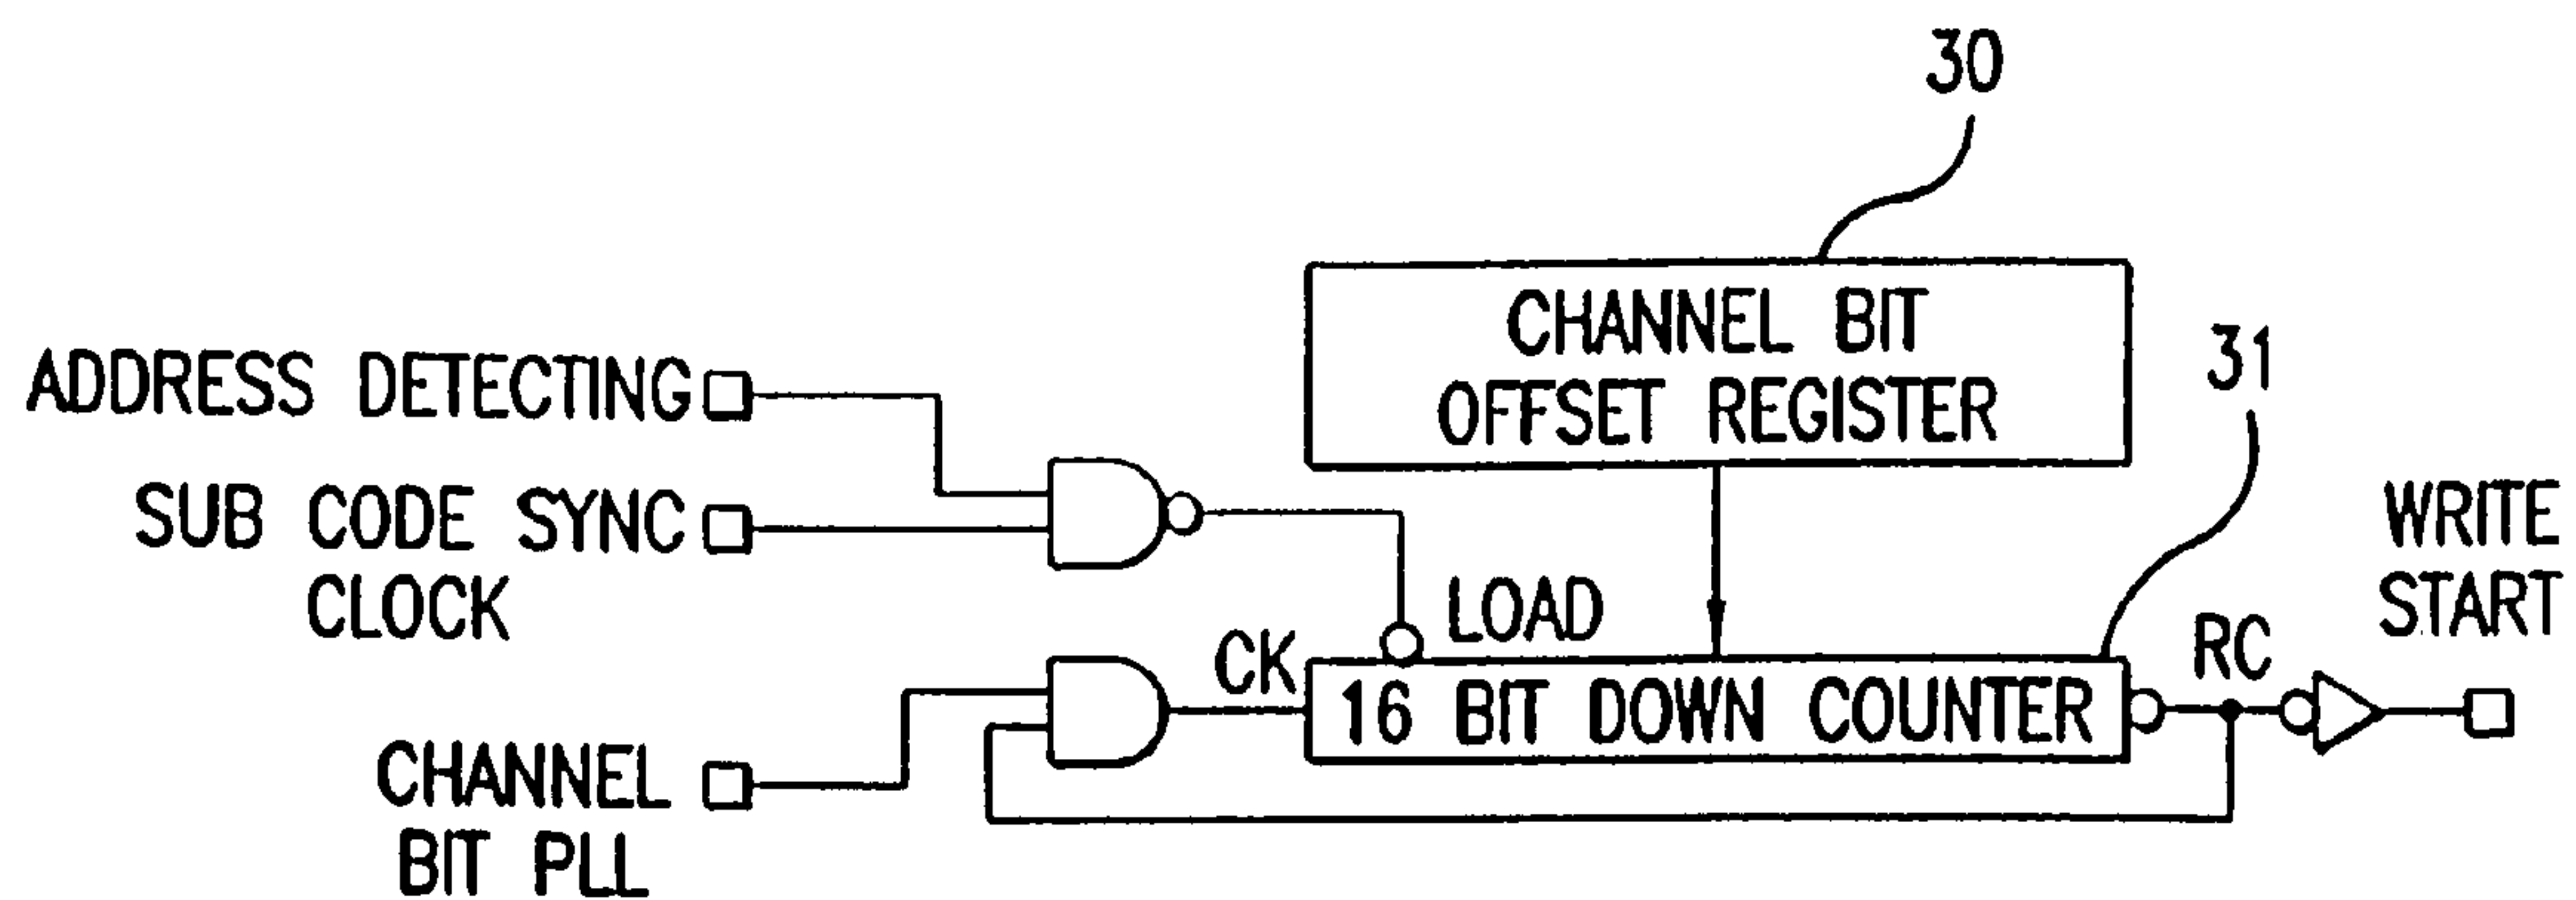 30
CHANNEL BIT
OFFSET REGISTER
31
ADDRESS DETECTING
SUB CODE SYNC
CLOCK
LOAD
WRITE
START
CK
16 BIT DOWN COUNTER
RC
CHANNEL
BIT PLL